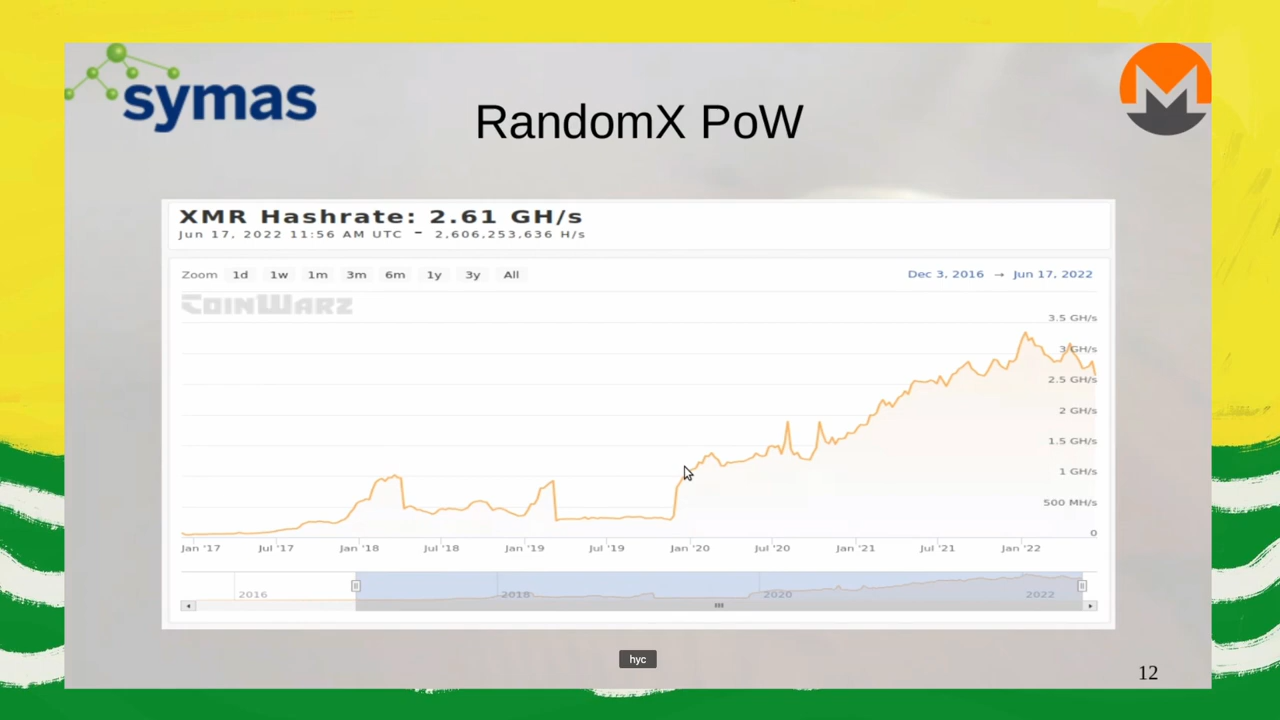 symas
RandomX PoW
XMR Hashrate: 2.61 GH/s
Jun 17, 2022 11:56 AM UTC - 2,606,253,636 H/s
Zoom 1d 1w 1m 3m 6m 1y 3y All
Dec 3, 2016 → Jun 17, 2022
COINWARZ
3.5 GH/s
3 GH/s
2.5 GH/s
2 GH/s
1.5 GH/s
1 GH/s
500 MH/s
0
Jan '17 Jul '17 Jan '18 Jul '18 Jan '19 Jul '19 Jan '20 Jul '20 Jan '21 Jul '21 Jan '22
2016 2018 2020 2022
hyc
12